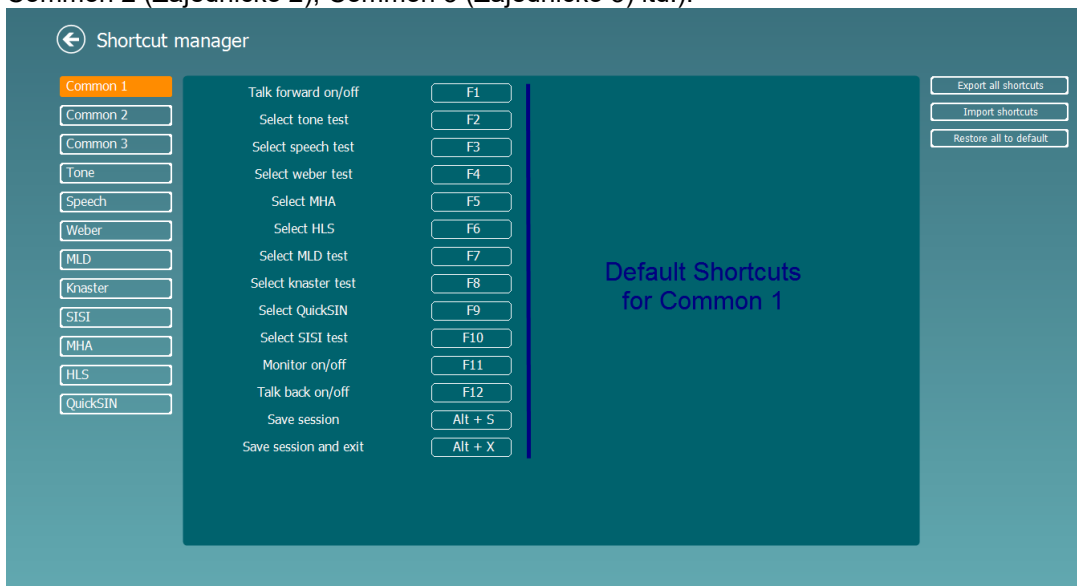 Common 2 (Zajedničko 2), Common 3 (Zajedničko 3) itd.).
Shortcut manager
Common 1
Common 2
Common 3
Tone
Speech
Weber
MLD
Knaster
SISI
MHA
HLS
QuickSIN
Talk forward on/off F1
Select tone test F2
Select speech test F3
Select weber test F4
Select MHA F5
Select HLS F6
Select MLD test F7
Select knaster test F8
Select QuickSIN F9
Select SISI test F10
Monitor on/off F11
Talk back on/off F12
Save session Alt + S
Save session and exit Alt + X
Default Shortcuts
for Common 1
Export all shortcuts
Import shortcuts
Restore all to default